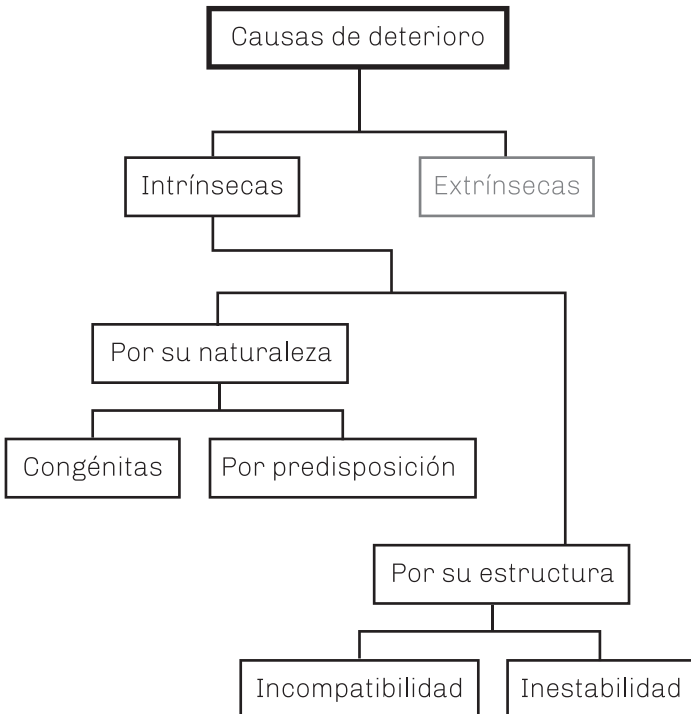 Causas de deterioro
Intrínsecas
Extrínsecas
Por su naturaleza
Congénitas
Por predisposición
Por su estructura
Incompatibilidad
Inestabilidad